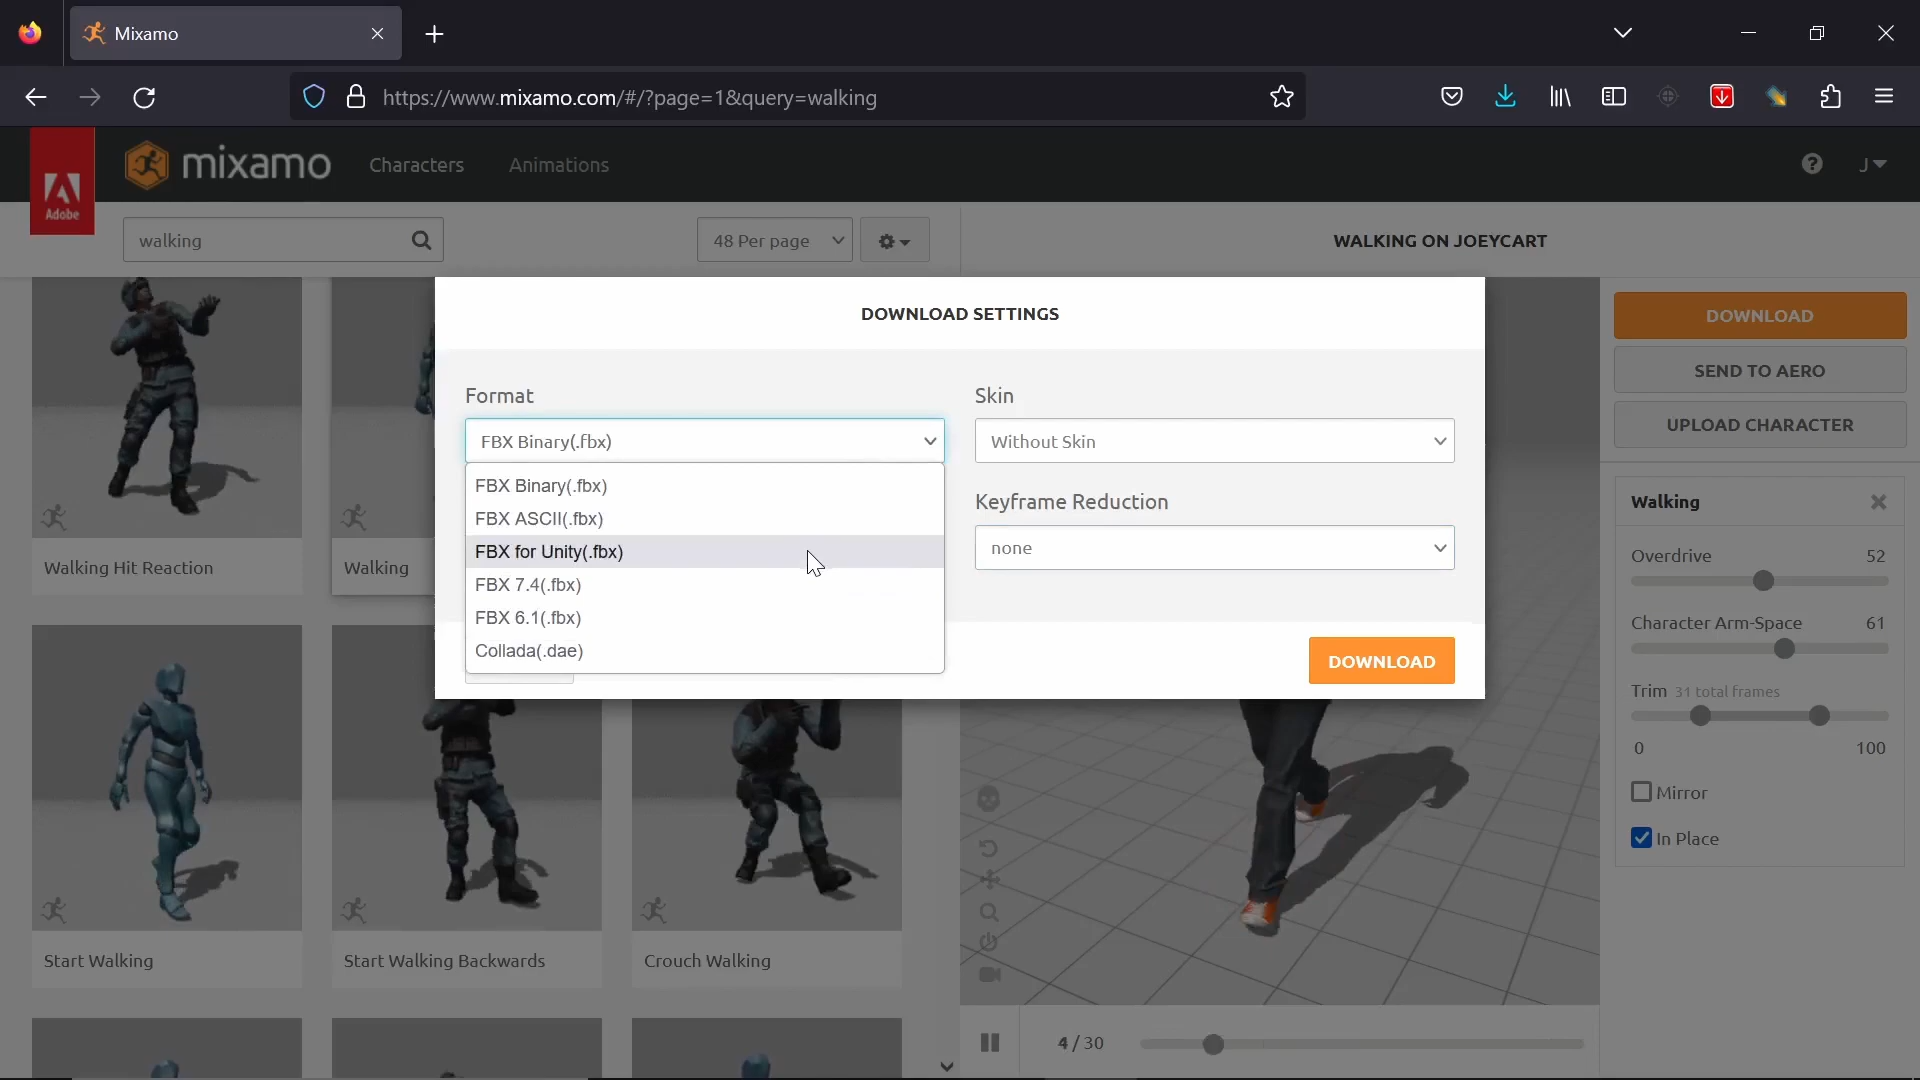 Mixamo
https://www.mixamo.com/#/?page=1&query=walking
Adobe
mixamo
Characters
Animations
J
walking
48 Per page
WALKING ON JOEYCART
DOWNLOAD SETTINGS
Format
FBX Binary(.fbx)
FBX Binary(.fbx)
FBX ASCII(.fbx)
FBX for Unity(.fbx)
FBX 7.4(.fbx)
FBX 6.1(.fbx)
Collada(.dae)
Skin
Without Skin
Keyframe Reduction
none
DOWNLOAD
DOWNLOAD
SEND TO AERO
UPLOAD CHARACTER
Walking
Overdrive 52
Character Arm-Space 61
Trim 31 total frames
0 100
Mirror
In Place
Walking Hit Reaction
Walking
Start Walking
Start Walking Backwards
Crouch Walking
4 / 30